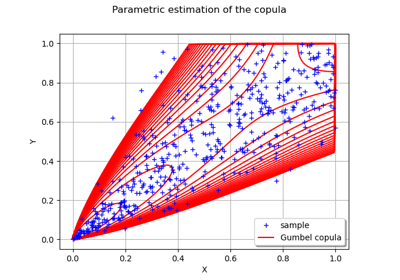 Parametric estimation of the copula
1.0
0.8
0.6
0.4
0.2
0.0
Y
sample
Gumbel copula
0.0 0.2 0.4 0.6 0.8 1.0
X